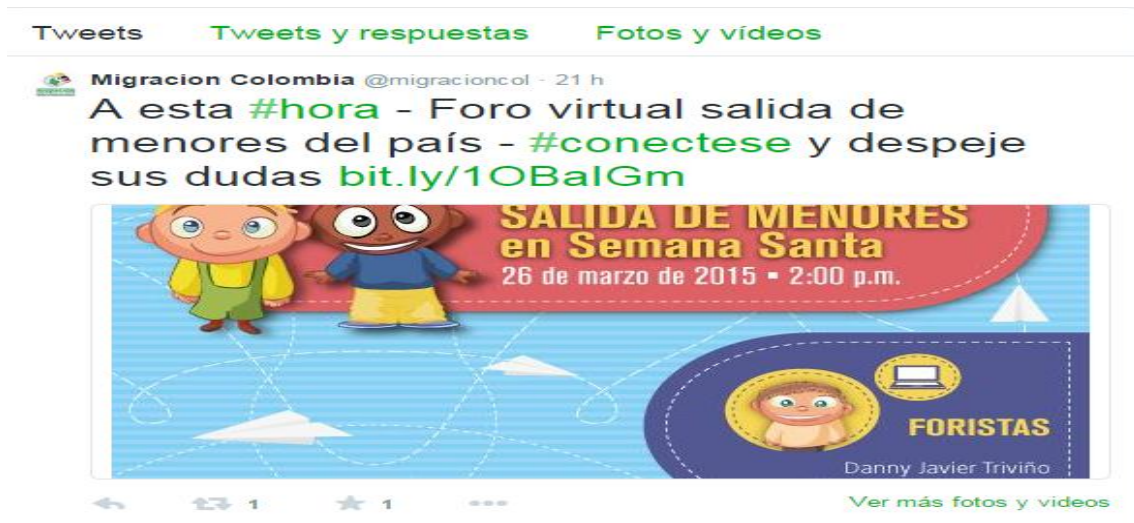 Tweets Tweets y respuestas Fotos y vídeos
Migracion Colombia @migracioncol · 21 h
A esta #hora - Foro virtual salida de
menores del país - #conectese y despeje
sus dudas bit.ly/1OBalGm
SALIDA DE MENORES
en Semana Santa
26 de marzo de 2015 ▪ 2:00 p.m.
FORISTAS
Danny Javier Triviño
1 1 Ver más fotos y videos